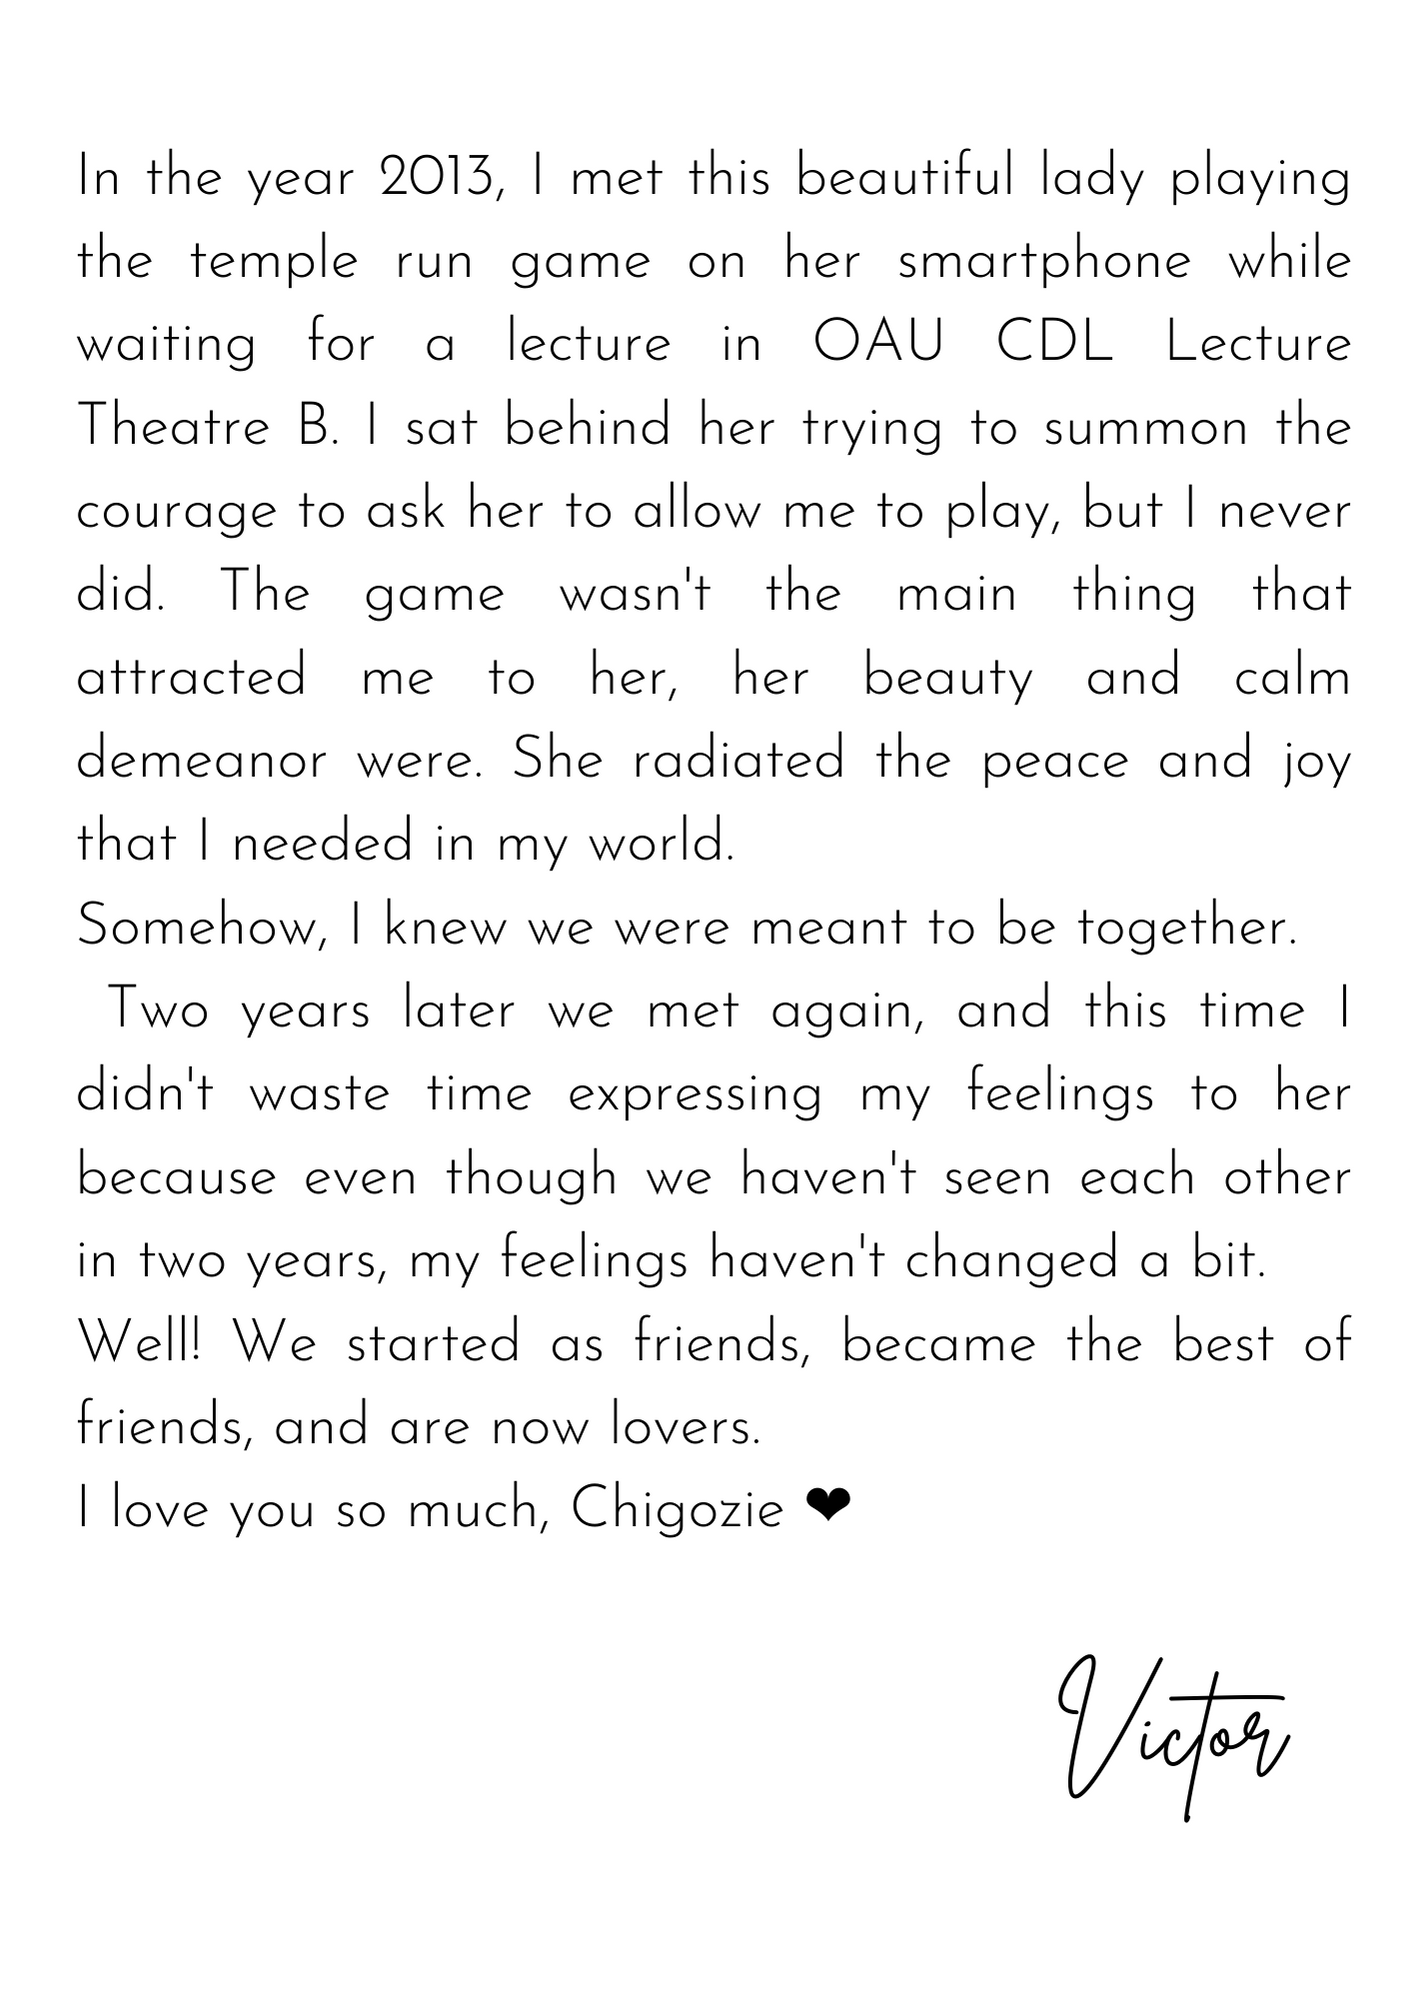 In the year 2013, I met this beautiful lady playing
the temple run game on her smartphone while
waiting for a lecture in OAU CDL Lecture
Theatre B. I sat behind her trying to summon the
courage to ask her to allow me to play, but I never
did. The game wasn't the main thing that
attracted me to her, her beauty and calm
demeanor were. She radiated the peace and joy
that I needed in my world.
Somehow, I knew we were meant to be together.
Two years later we met again, and this time I
didn't waste time expressing my feelings to her
because even though we haven't seen each other
in two years, my feelings haven't changed a bit.
Well! We started as friends, became the best of
friends, and are now lovers.
I love you so much, Chigozie ❤
Victor